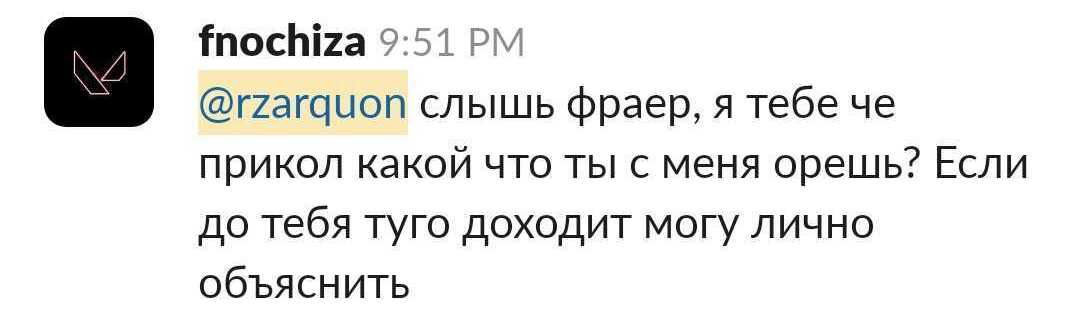 fnochiza 9:51 PM
@rzarquon слышь фраер, я тебе че
прикол какой что ты с меня орешь? Если
до тебя туго доходит могу лично
объяснить